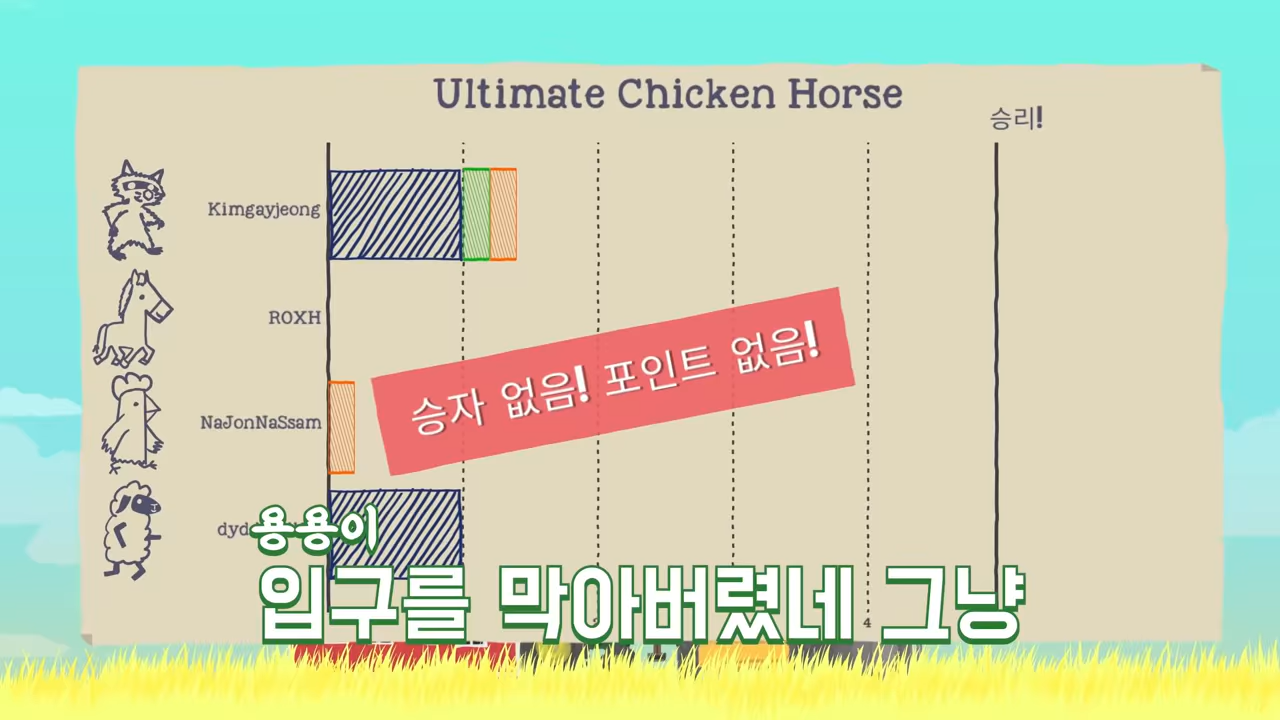 Ultimate Chicken Horse
승리!
Kimgayjeong
ROXH
승자 없음! 포인트 없음!
NaJonNaSsam
용용이
입구를 막아버렸네 그냥
4